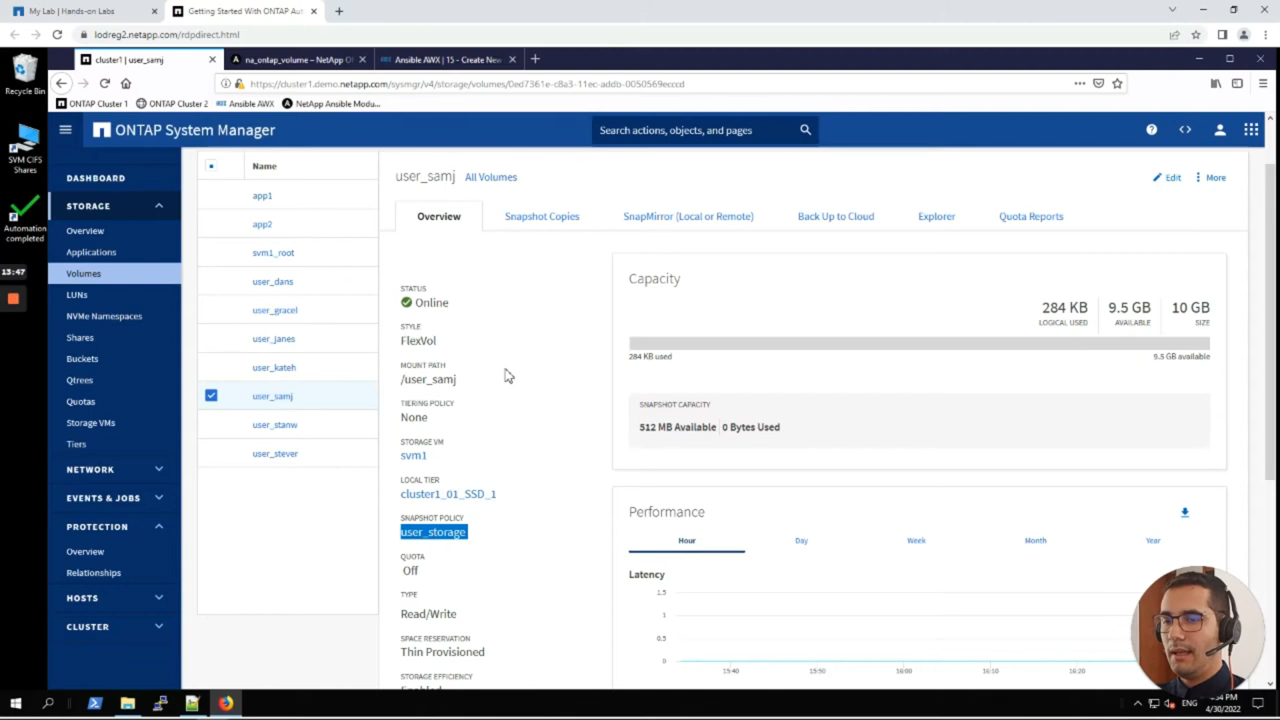 My Lab | Hands-on Labs
Getting Started With ONTAP Au
lodreg2.netapp.com/rdpdirect.html
Recycle Bin
SVM CIFS
Shares
Automation
completed
13:47
cluster1 | user_samj
na_ontap_volume – NetApp O
Ansible AWX | 15 - Create New
https://cluster1.demo.netapp.com/sysmgr/v4/storage/volumes/0ed7361e-c8a3-11ec-addb-0050569ecccd
ONTAP Cluster 1
ONTAP Cluster 2
AWX Ansible AWX
NetApp Ansible Modu...
ONTAP System Manager
Search actions, objects, and pages
DASHBOARD
STORAGE
Overview
Applications
Volumes
LUNs
NVMe Namespaces
Shares
Buckets
Qtrees
Quotas
Storage VMs
Tiers
NETWORK
EVENTS & JOBS
PROTECTION
Overview
Relationships
HOSTS
CLUSTER
Name
app1
app2
svm1_root
user_dans
user_gracel
user_janes
user_kateh
user_samj
user_stanw
user_stever
user_samj All Volumes
Edit
More
Overview
Snapshot Copies
SnapMirror (Local or Remote)
Back Up to Cloud
Explorer
Quota Reports
STATUS
Online
STYLE
FlexVol
MOUNT PATH
/user_samj
TIERING POLICY
None
STORAGE VM
svm1
LOCAL TIER
cluster1_01_SSD_1
SNAPSHOT POLICY
user_storage
QUOTA
Off
TYPE
Read/Write
SPACE RESERVATION
Thin Provisioned
STORAGE EFFICIENCY
Enabled
Capacity
284 KB
LOGICAL USED
9.5 GB
AVAILABLE
10 GB
SIZE
284 KB used
9.5 GB available
SNAPSHOT CAPACITY
512 MB Available | 0 Bytes Used
Performance
Hour
Day
Week
Month
Year
Latency
1.5
1
0.5
0
15:40
15:50
16:00
16:10
16:20
ENG
4/30/2022